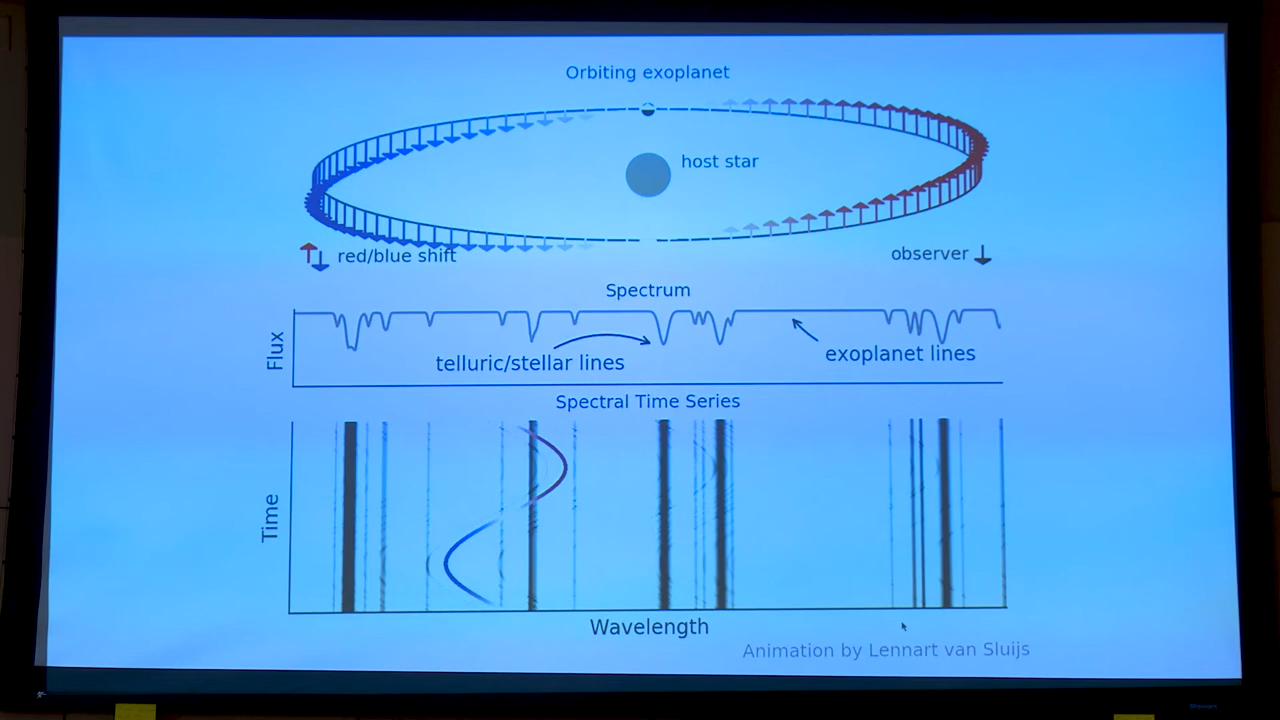 Orbiting exoplanet
host star
red/blue shift
observer
Spectrum
Flux
telluric/stellar lines
exoplanet lines
Spectral Time Series
Time
Wavelength
Animation by Lennart van Sluijs